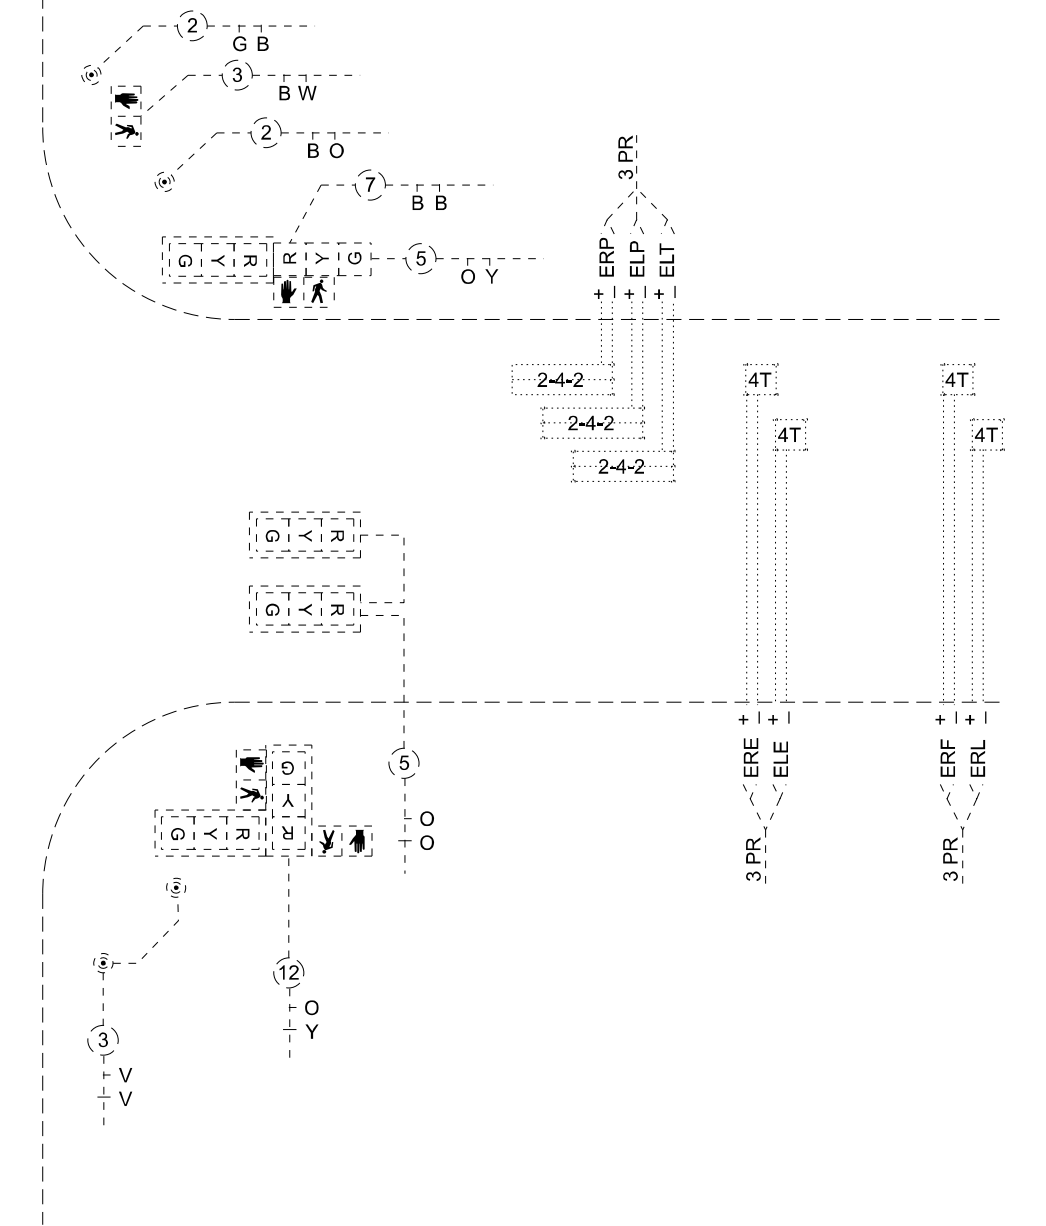 2
G B
3
B W
2
B O
7
B B
3 PR
G Y R R Y G
5
O Y
ERP ELP ELT
+ - + - + -
2-4-2
4T
4T
2-4-2
4T
4T
2-4-2
G Y R
G Y R
+ - + -
+ - + -
ERE ELE
ERF ERL
5
G
Y
G Y R R
O
O
3 PR
3 PR
12
O
Y
3
V
V